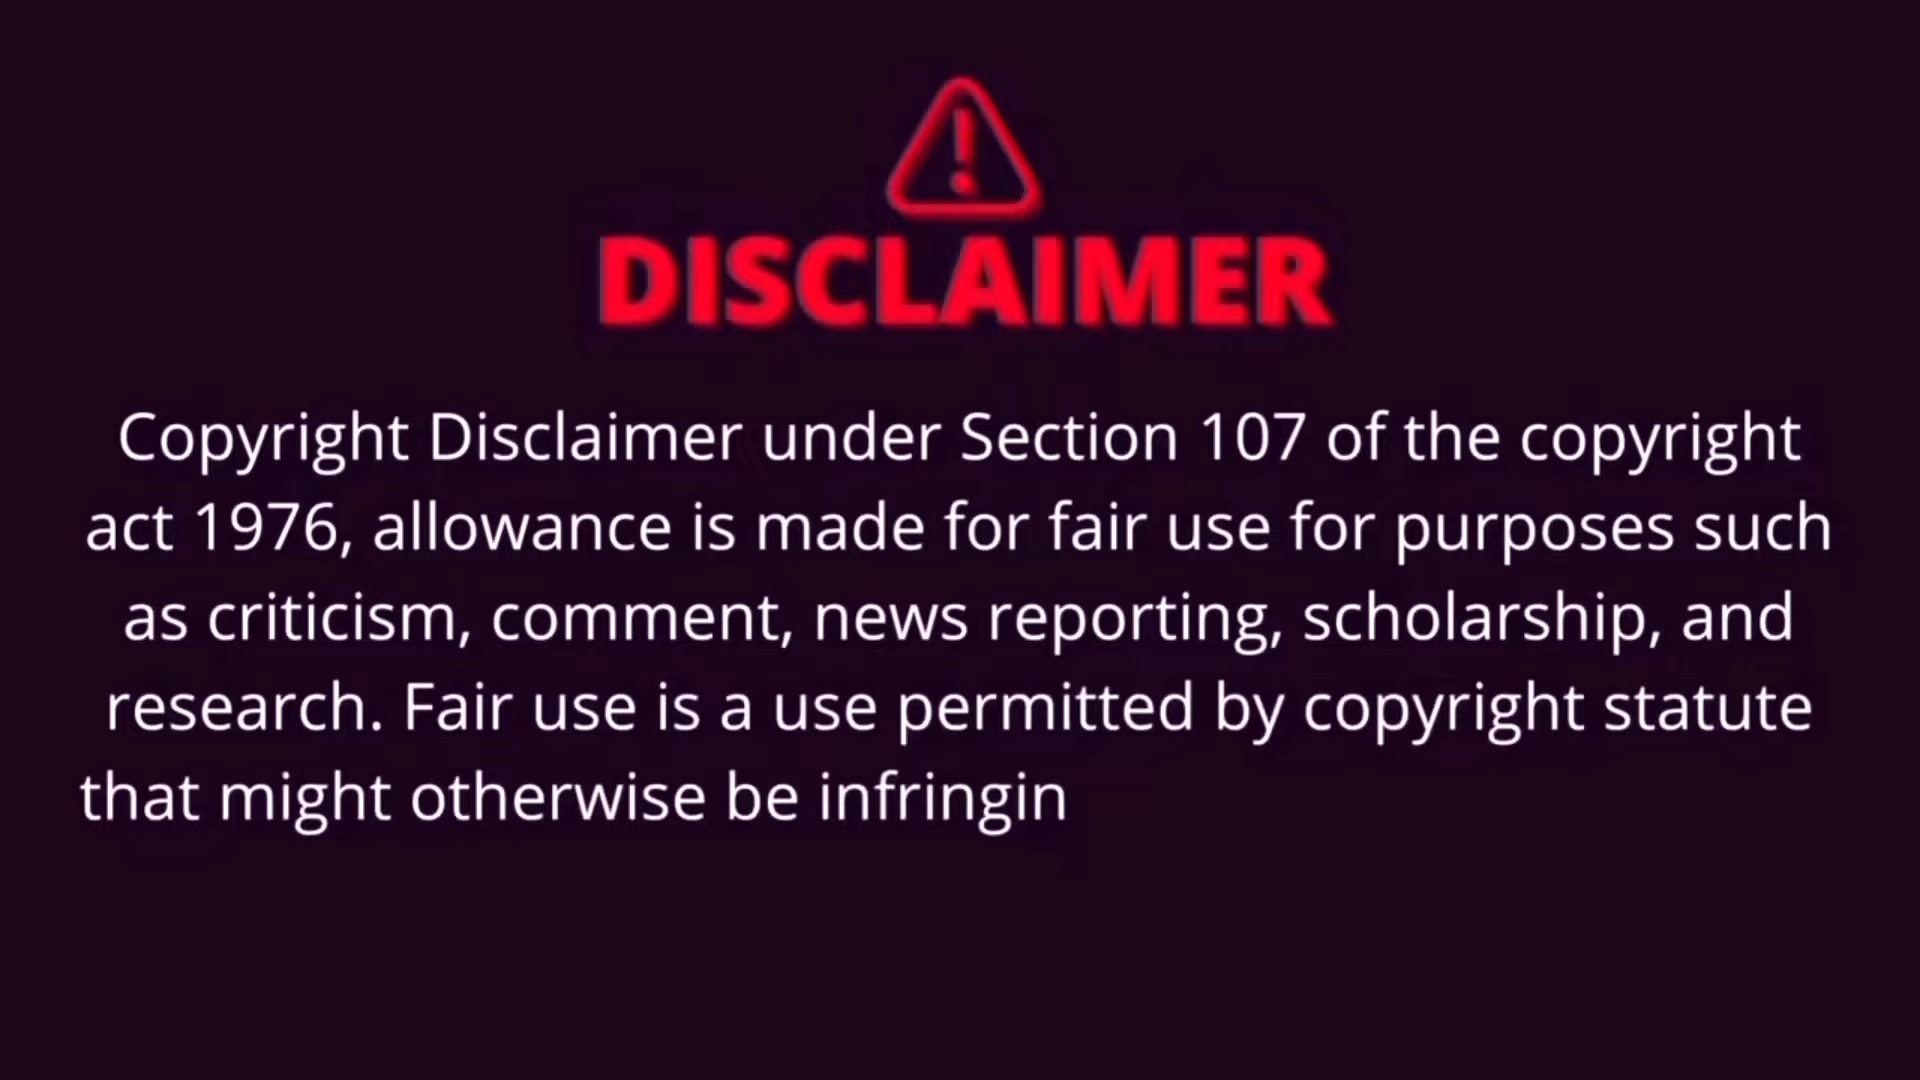 DISCLAIMER
Copyright Disclaimer under Section 107 of the copyright
act 1976, allowance is made for fair use for purposes such
as criticism, comment, news reporting, scholarship, and
research. Fair use is a use permitted by copyright statute
that might otherwise be infringin